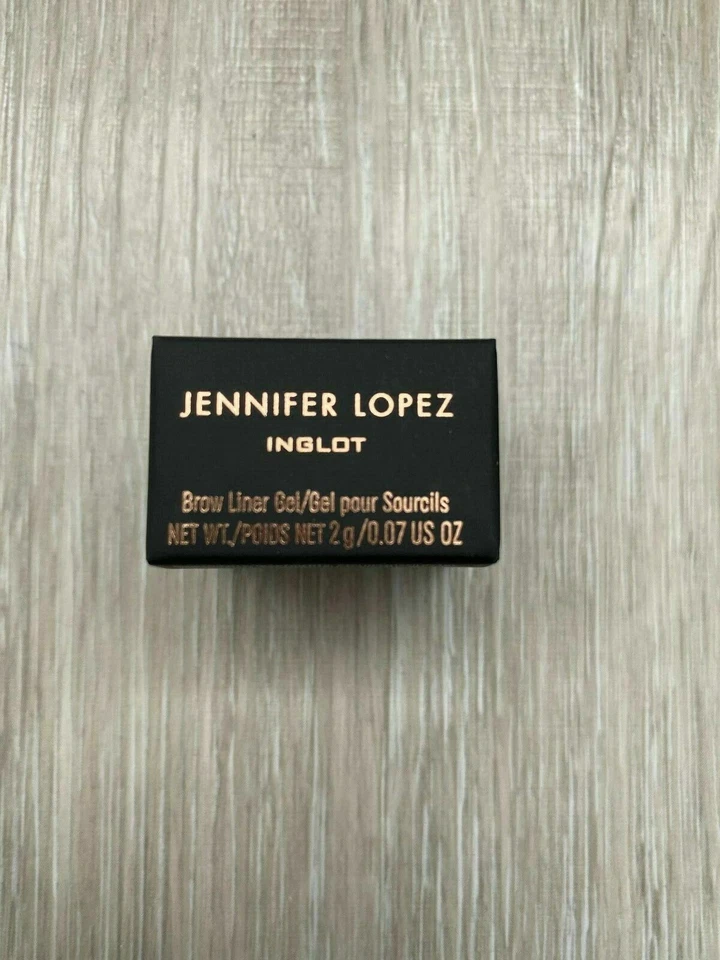 JENNIFER LOPEZ
INGLOT
Brow Liner Gel/Gel pour Sourcils
NET WT./POIDS NET 2 g/0.07 US OZ